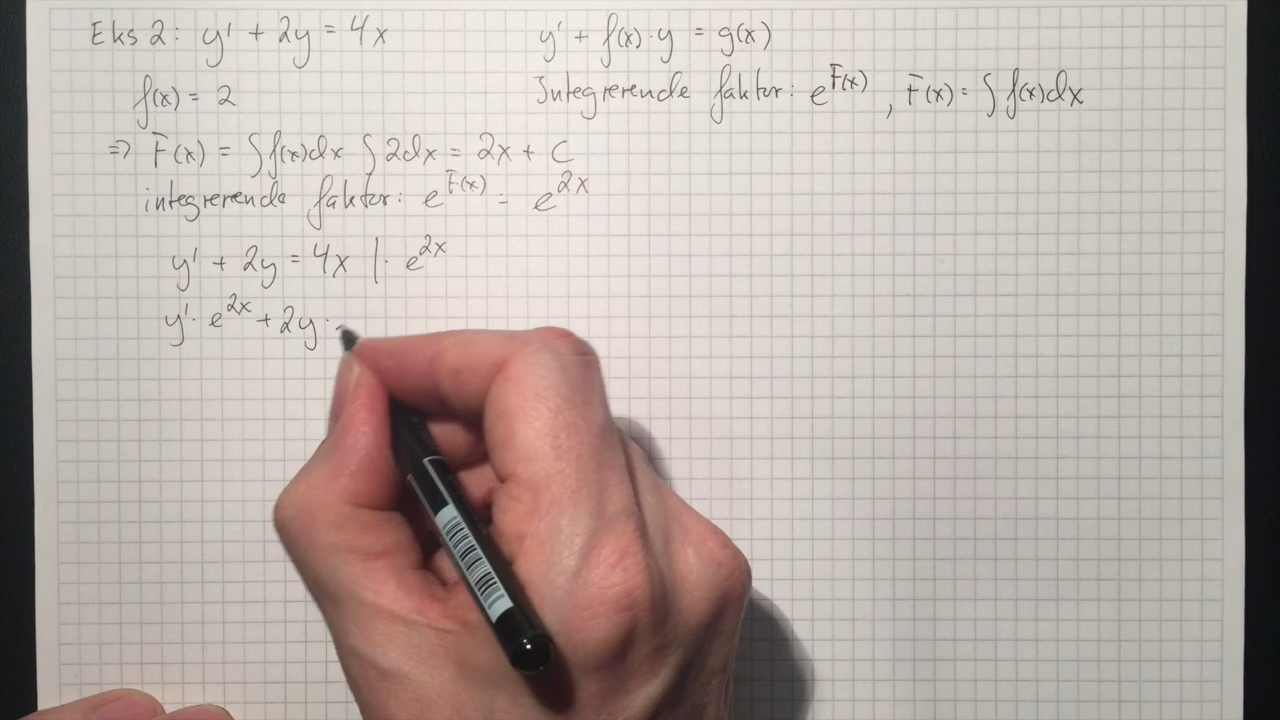 Eks 2: y' + 2y = 4x
y' + f(x)·y = g(x)
f(x) = 2
Integrerende faktor: e^F(x), F(x) = ∫ f(x)dx
⇒ F(x) = ∫ f(x)dx ∫ 2dx = 2x + C
integrerende faktor: e^F(x) = e^2x
y' + 2y = 4x |· e^2x
y'· e^2x + 2y ·